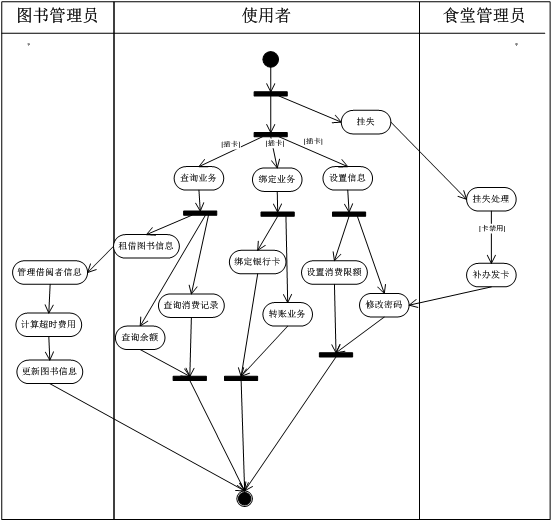 图书管理员
使用者
食堂管理员
挂失
[插卡]
[插卡]
[插卡]
查询业务
绑定业务
设置信息
挂失处理
[卡禁用]
租借图书信息
绑定银行卡
设置消费限额
补办发卡
管理借阅者信息
查询消费记录
转账业务
修改密码
计算超时费用
查询余额
更新图书信息